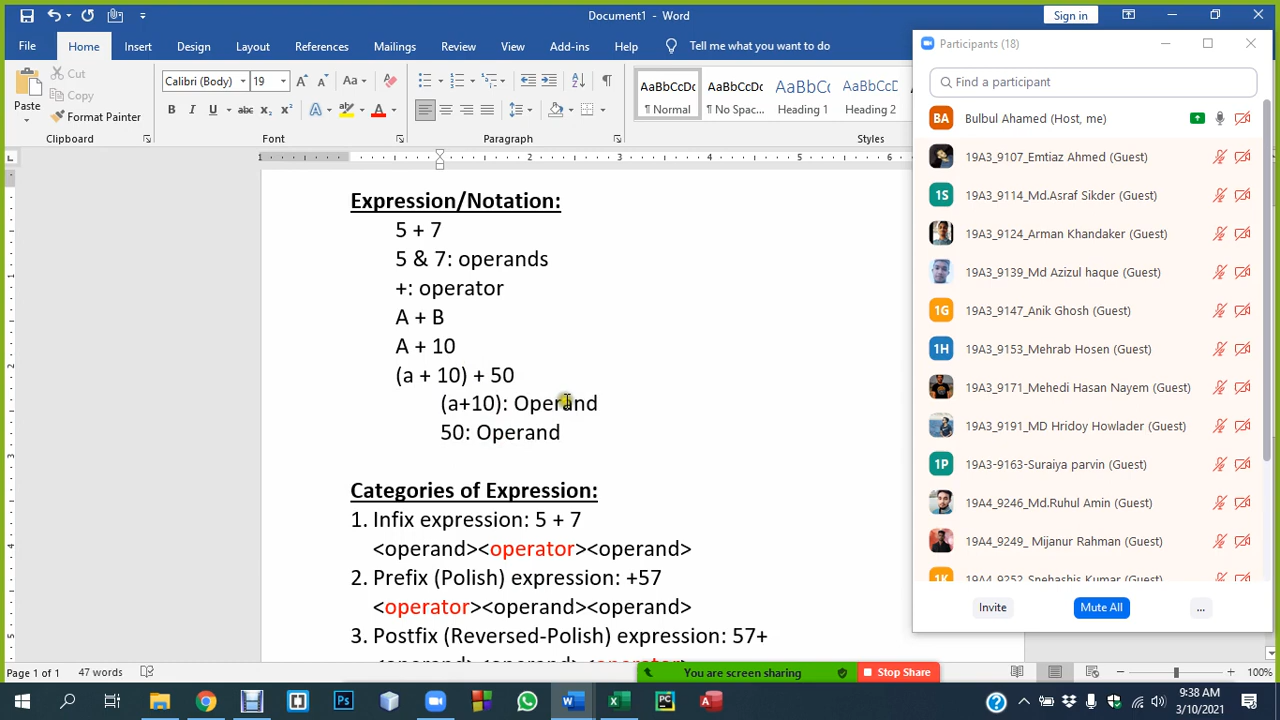 Document1 - Word
Sign in
File Home Insert Design Layout References Mailings Review View Add-ins Help Tell me what you want to do
Paste
Cut
Copy
Format Painter
Clipboard
Calibri (Body) 19
Font
Paragraph
AaBbCcDc AaBbCcDc AaBbCc AaBbCcD
¶ Normal ¶ No Spac... Heading 1 Heading 2
Styles
Expression/Notation:
5 + 7
5 & 7: operands
+: operator
A + B
A + 10
(a + 10) + 50
(a+10): Operand
50: Operand
Categories of Expression:
1. Infix expression: 5 + 7
<operand><operator><operand>
2. Prefix (Polish) expression: +57
<operator><operand><operand>
3. Postfix (Reversed-Polish) expression: 57+
<operand><operand><operator>
Participants (18)
Find a participant
BA Bulbul Ahamed (Host, me)
19A3_9107_Emtiaz Ahmed (Guest)
1S 19A3_9114_Md.Asraf Sikder (Guest)
19A3_9124_Arman Khandaker (Guest)
19A3_9139_Md Azizul haque (Guest)
1G 19A3_9147_Anik Ghosh (Guest)
1H 19A3_9153_Mehrab Hosen (Guest)
19A3_9171_Mehedi Hasan Nayem (Guest)
19A3_9191_MD Hridoy Howlader (Guest)
1P 19A3-9163-Suraiya parvin (Guest)
19A4_9246_Md.Ruhul Amin (Guest)
19A4_9249_ Mijanur Rahman (Guest)
1K 19A4_9252_Snehashis Kumar (Guest)
Invite Mute All ...
Page 1 of 1 47 words
You are screen sharing Stop Share
100%
9:38 AM
3/10/2021